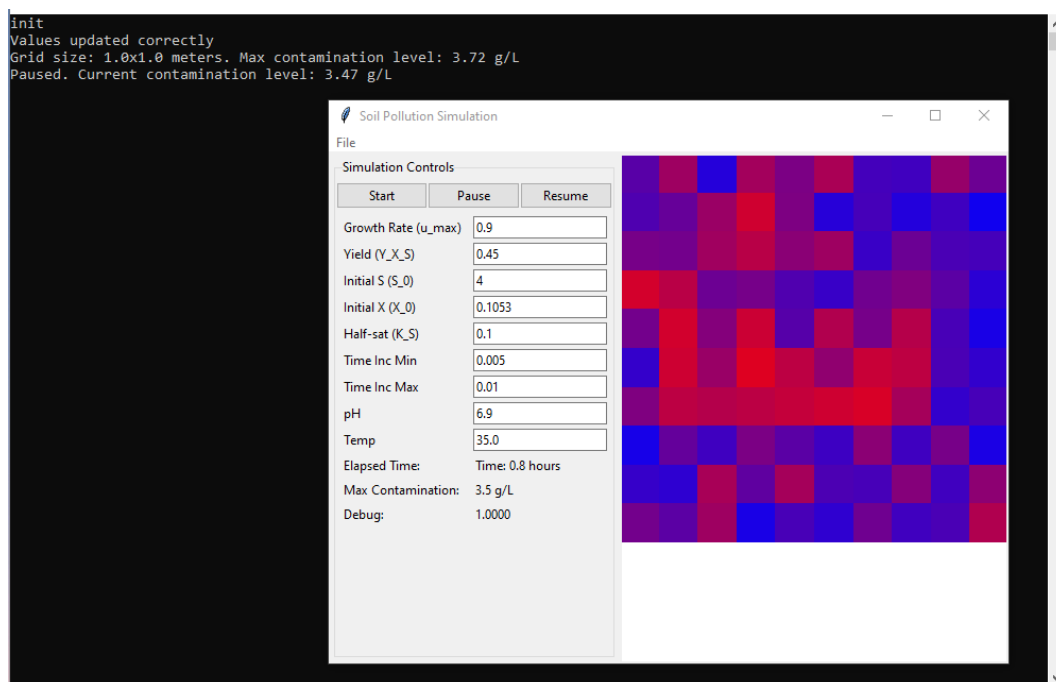 init
Values updated correctly
Grid size: 1.0x1.0 meters. Max contamination level: 3.72 g/L
Paused. Current contamination level: 3.47 g/L
Soil Pollution Simulation
File
Simulation Controls
Start Pause Resume
Growth Rate (u_max) 0.9
Yield (Y_X_S) 0.45
Initial S (S_0) 4
Initial X (X_0) 0.1053
Half-sat (K_S) 0.1
Time Inc Min 0.005
Time Inc Max 0.01
pH 6.9
Temp 35.0
Elapsed Time: Time: 0.8 hours
Max Contamination: 3.5 g/L
Debug: 1.0000